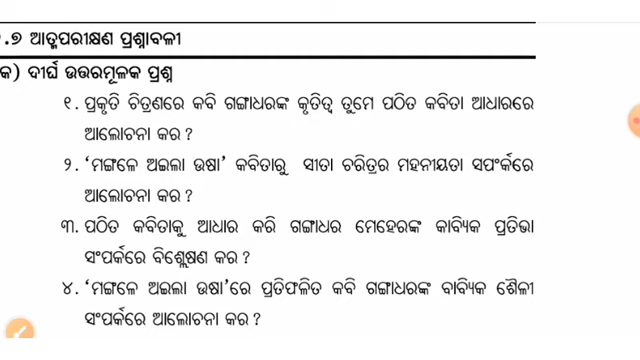 .୭ ଆତ୍ମପରୀକ୍ଷଣ ପ୍ରଶ୍ନାବଳୀ
କ) ଦୀର୍ଘ ଉତ୍ତରମୂଳକ ପ୍ରଶ୍ନ
୧. ପ୍ରକୃତି ଚିତ୍ରଣରେ କବି ଗଙ୍ଗାଧରଙ୍କ କୃତିତ୍ୱ ତୁମେ ପଠିତ କବିତା ଆଧାରରେ
ଆଲୋଚନା କର ?
୨. ‘ମଙ୍ଗଳେ ଅଇଲା ଉଷା’ କବିତାରୁ ସୀତା ଚରିତ୍ରର ମହନୀୟତା ସପଂର୍କରେ
ଆଲୋଚନା କର ?
୩. ପଠିତ କବିତାକୁ ଆଧାର କରି ଗଙ୍ଗାଧର ମେହେରଙ୍କ କାବ୍ୟିକ ପ୍ରତିଭା
ସଂପର୍କରେ ବିଶ୍ଳେଷଣ କର ?
୪. ‘ମଙ୍ଗଳେ ଅଇଲା ଉଷା’ରେ ପ୍ରତିଫଳିତ କବି ଗଙ୍ଗାଧରଙ୍କ ବାବ୍ୟିକ ଶୈଳୀ
ସଂପର୍କରେ ଆଲୋଚନା କର ?